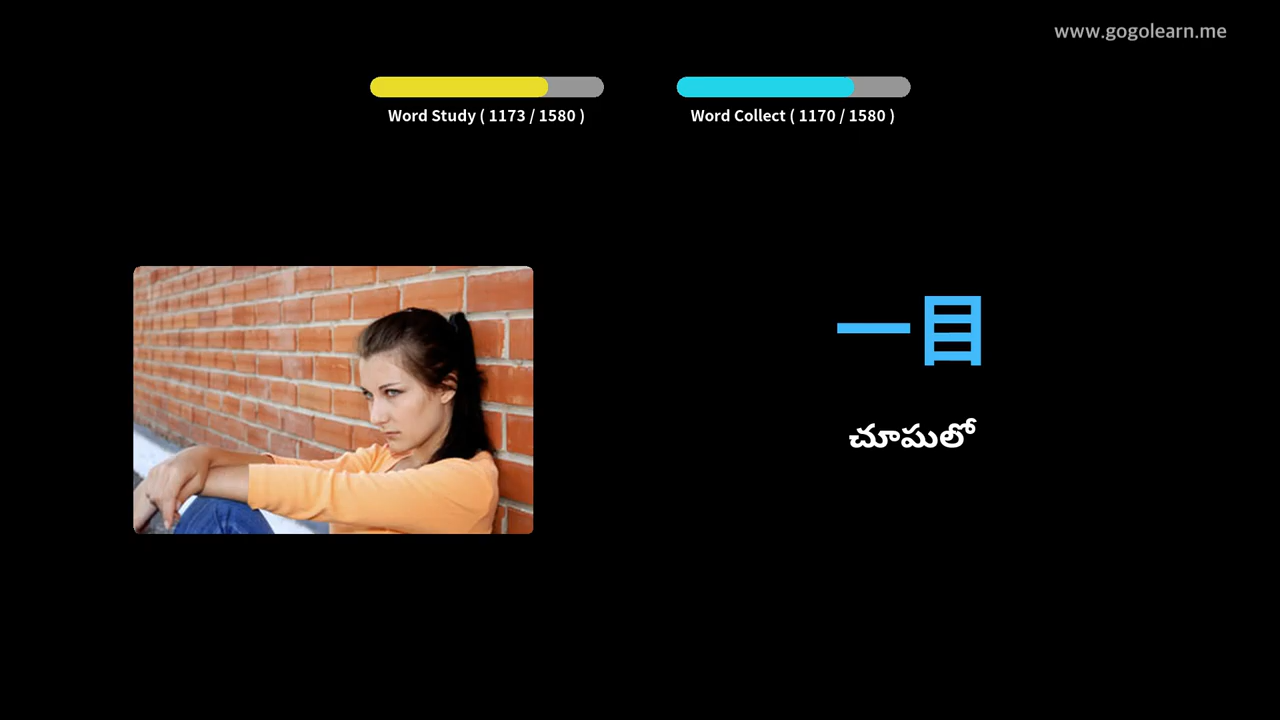 www.gogolearn.me
Word Study ( 1173 / 1580 )
Word Collect ( 1170 / 1580 )
一目
చూపులో